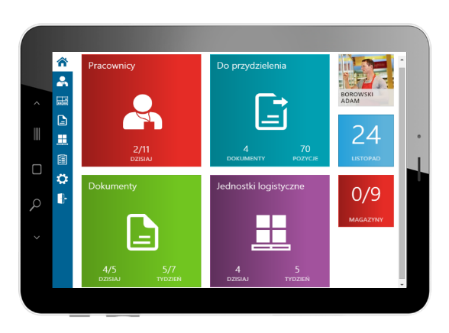 Pracownicy
2/11
DZISIAJ
Do przydzielenia
4
DOKUMENTY
70
POZYCJE
BOROWSKI
ADAM
24
LISTOPAD
0/9
MAGAZYNY
Dokumenty
4/5
DZISIAJ
5/7
TYDZIEŃ
Jednostki logistyczne
4
DZISIAJ
5
TYDZIEŃ